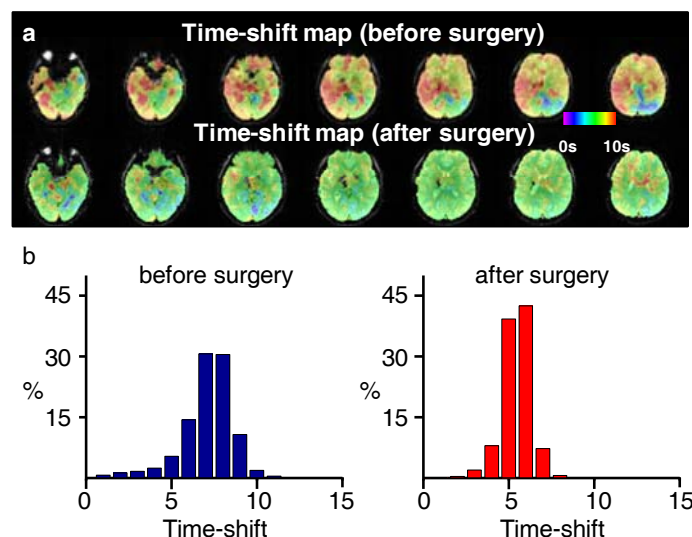 a
Time-shift map (before surgery)
Time-shift map (after surgery)
0s 10s
b
before surgery
after surgery
45
30
%
15
0 5 10 15
Time-shift
45
30
%
15
0 5 10 15
Time-shift